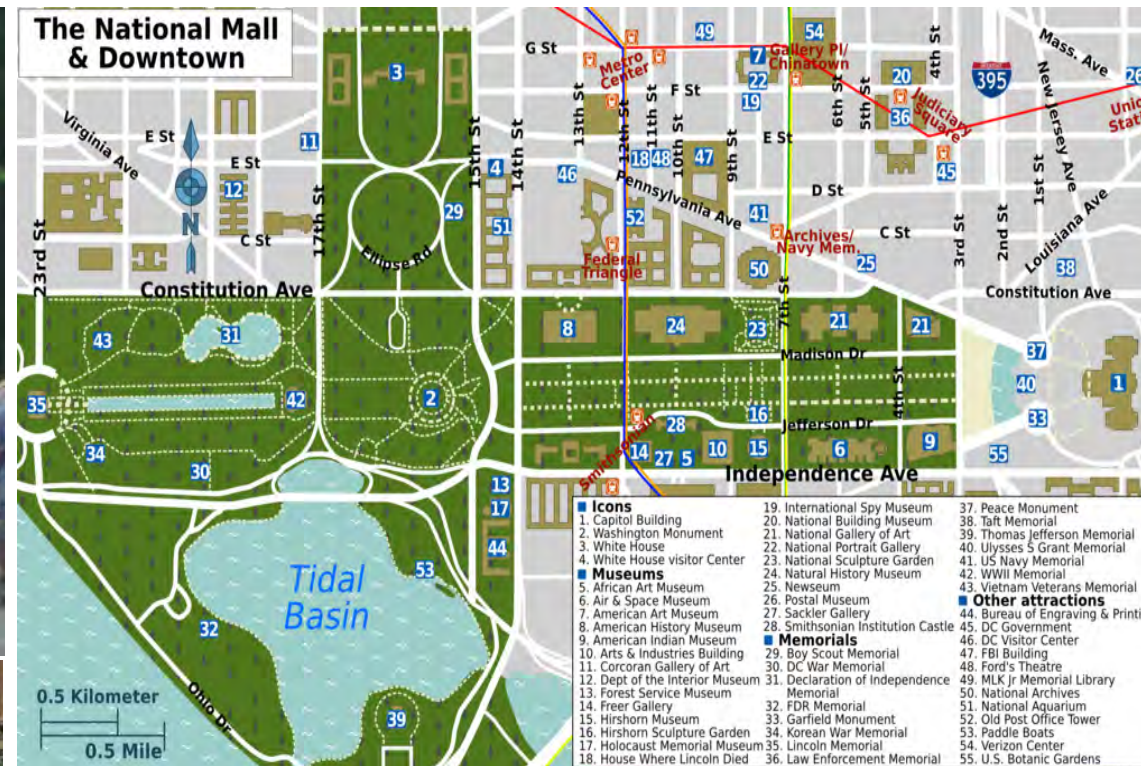 The National Mall
& Downtown
G St
F St
E St
E St
E St
D St
C St
C St
Virginia Ave
23rd St
17th St
15th St
14th St
13th St
12th St
11th St
10th St
9th St
7th St
6th St
5th St
4th St
4th St
3rd St
2nd St
1st St
New Jersey Ave
Mass. Ave
Louisiana Ave
Pennsylvania Ave
Constitution Ave
Constitution Ave
Ellipse Rd
Madison Dr
Jefferson Dr
Independence Ave
Ohio Dr
Metro
Center
Gallery Pl/
Chinatown
Judiciary
Square
Archives/
Navy Mem.
Federal
Triangle
Smithsonian
395
N
Tidal
Basin
0.5 Kilometer
0.5 Mile
1
2
3
4
5
6
7
8
9
10
11
12
13
14
15
16
17
18
19
20
21
21
22
23
24
25
26
27
28
29
30
31
32
33
34
35
36
37
38
39
40
41
42
43
44
45
46
47
48
49
50
51
52
53
54
55
Icons
1. Capitol Building
2. Washington Monument
3. White House
4. White House visitor Center
Museums
5. African Art Museum
6. Air & Space Museum
7. American Art Museum
8. American History Museum
9. American Indian Museum
10. Arts & Industries Building
11. Corcoran Gallery of Art
12. Dept of the Interior Museum
13. Forest Service Museum
14. Freer Gallery
15. Hirshorn Museum
16. Hirshorn Sculpture Garden
17. Holocaust Memorial Museum
18. House Where Lincoln Died
19. International Spy Museum
20. National Building Museum
21. National Gallery of Art
22. National Portrait Gallery
23. National Sculpture Garden
24. Natural History Museum
25. Newseum
26. Postal Museum
27. Sackler Gallery
28. Smithsonian Institution Castle
Memorials
29. Boy Scout Memorial
30. DC War Memorial
31. Declaration of Independence
Memorial
32. FDR Memorial
33. Garfield Monument
34. Korean War Memorial
35. Lincoln Memorial
36. Law Enforcement Memorial
37. Peace Monument
38. Taft Memorial
39. Thomas Jefferson Memorial
40. Ulysses S Grant Memorial
41. US Navy Memorial
42. WWII Memorial
43. Vietnam Veterans Memorial
Other attractions
44. Bureau of Engraving &
45. DC Government
46. DC Visitor Center
47. FBI Building
48. Ford's Theatre
49. MLK Jr Memorial Library
50. National Archives
51. National Aquarium
52. Old Post Office Tower
53. Paddle Boats
54. Verizon Center
55. U.S. Botanic Gardens